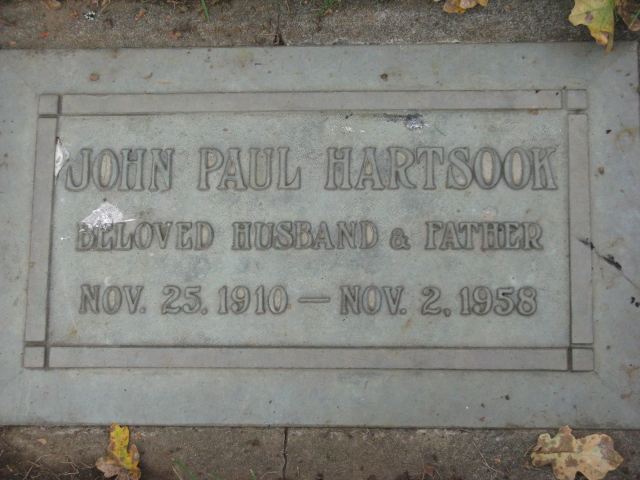 JOHN PAUL HARTSOOK
BELOVED HUSBAND & FATHER
NOV. 25, 1910 — NOV. 2, 1958